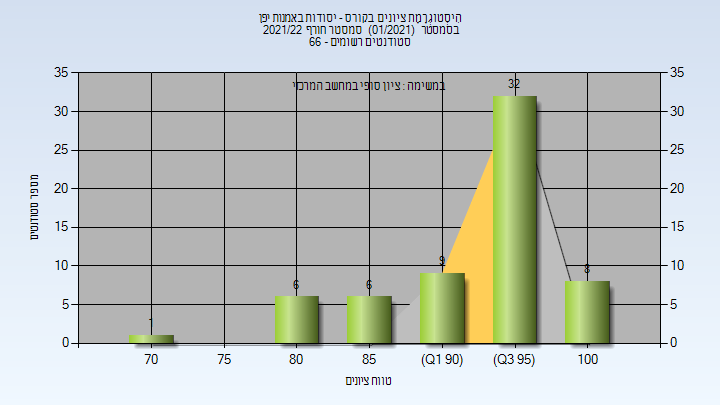 היסטוגרמת ציונים בקורס - יסודות באמנות יפן
בסמסטר (01/2021) סמסטר חורף 2021/22
סטודנטים רשומים - 66
במשימה : ציון סופי במחשב המרכזי
35 35
30 30
25 25
20 20
15 15
10 10
5 5
0 0
1 6 6 9 32 8
70 75 80 85 (Q1 90) (Q3 95) 100
מספר סטודנטים
טווח ציונים